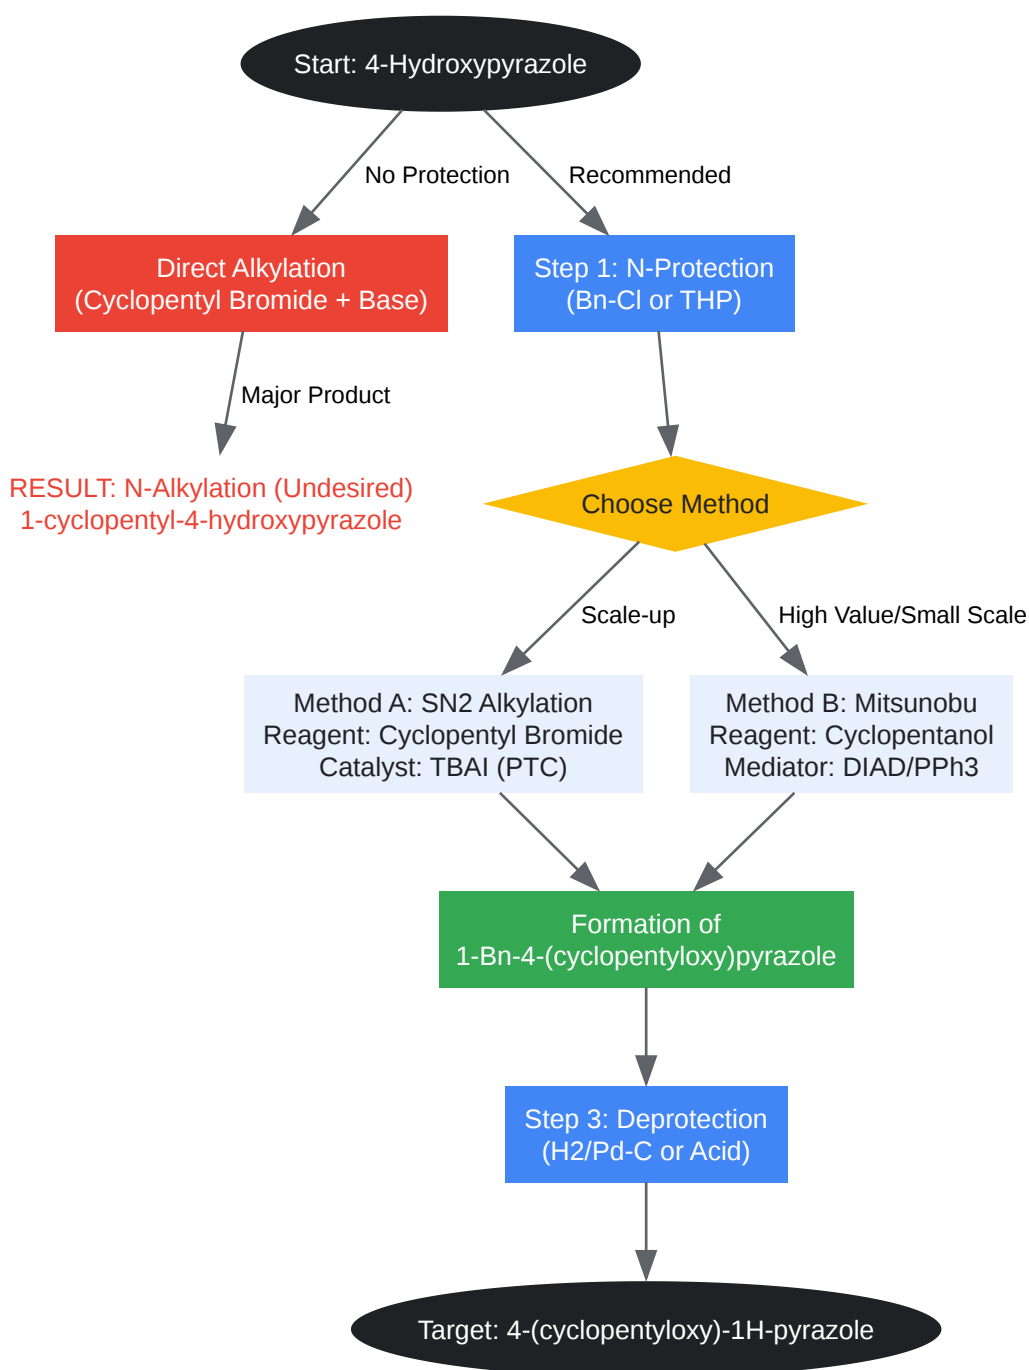 Start: 4-Hydroxypyrazole
No Protection
Recommended
Direct Alkylation
(Cyclopentyl Bromide + Base)
Step 1: N-Protection
(Bn-Cl or THP)
Major Product
RESULT: N-Alkylation (Undesired)
1-cyclopentyl-4-hydroxypyrazole
Choose Method
Scale-up
High Value/Small Scale
Method A: SN2 Alkylation
Reagent: Cyclopentyl Bromide
Catalyst: TBAI (PTC)
Method B: Mitsunobu
Reagent: Cyclopentanol
Mediator: DIAD/PPh3
Formation of
1-Bn-4-(cyclopentyloxy)pyrazole
Step 3: Deprotection
(H2/Pd-C or Acid)
Target: 4-(cyclopentyloxy)-1H-pyrazole